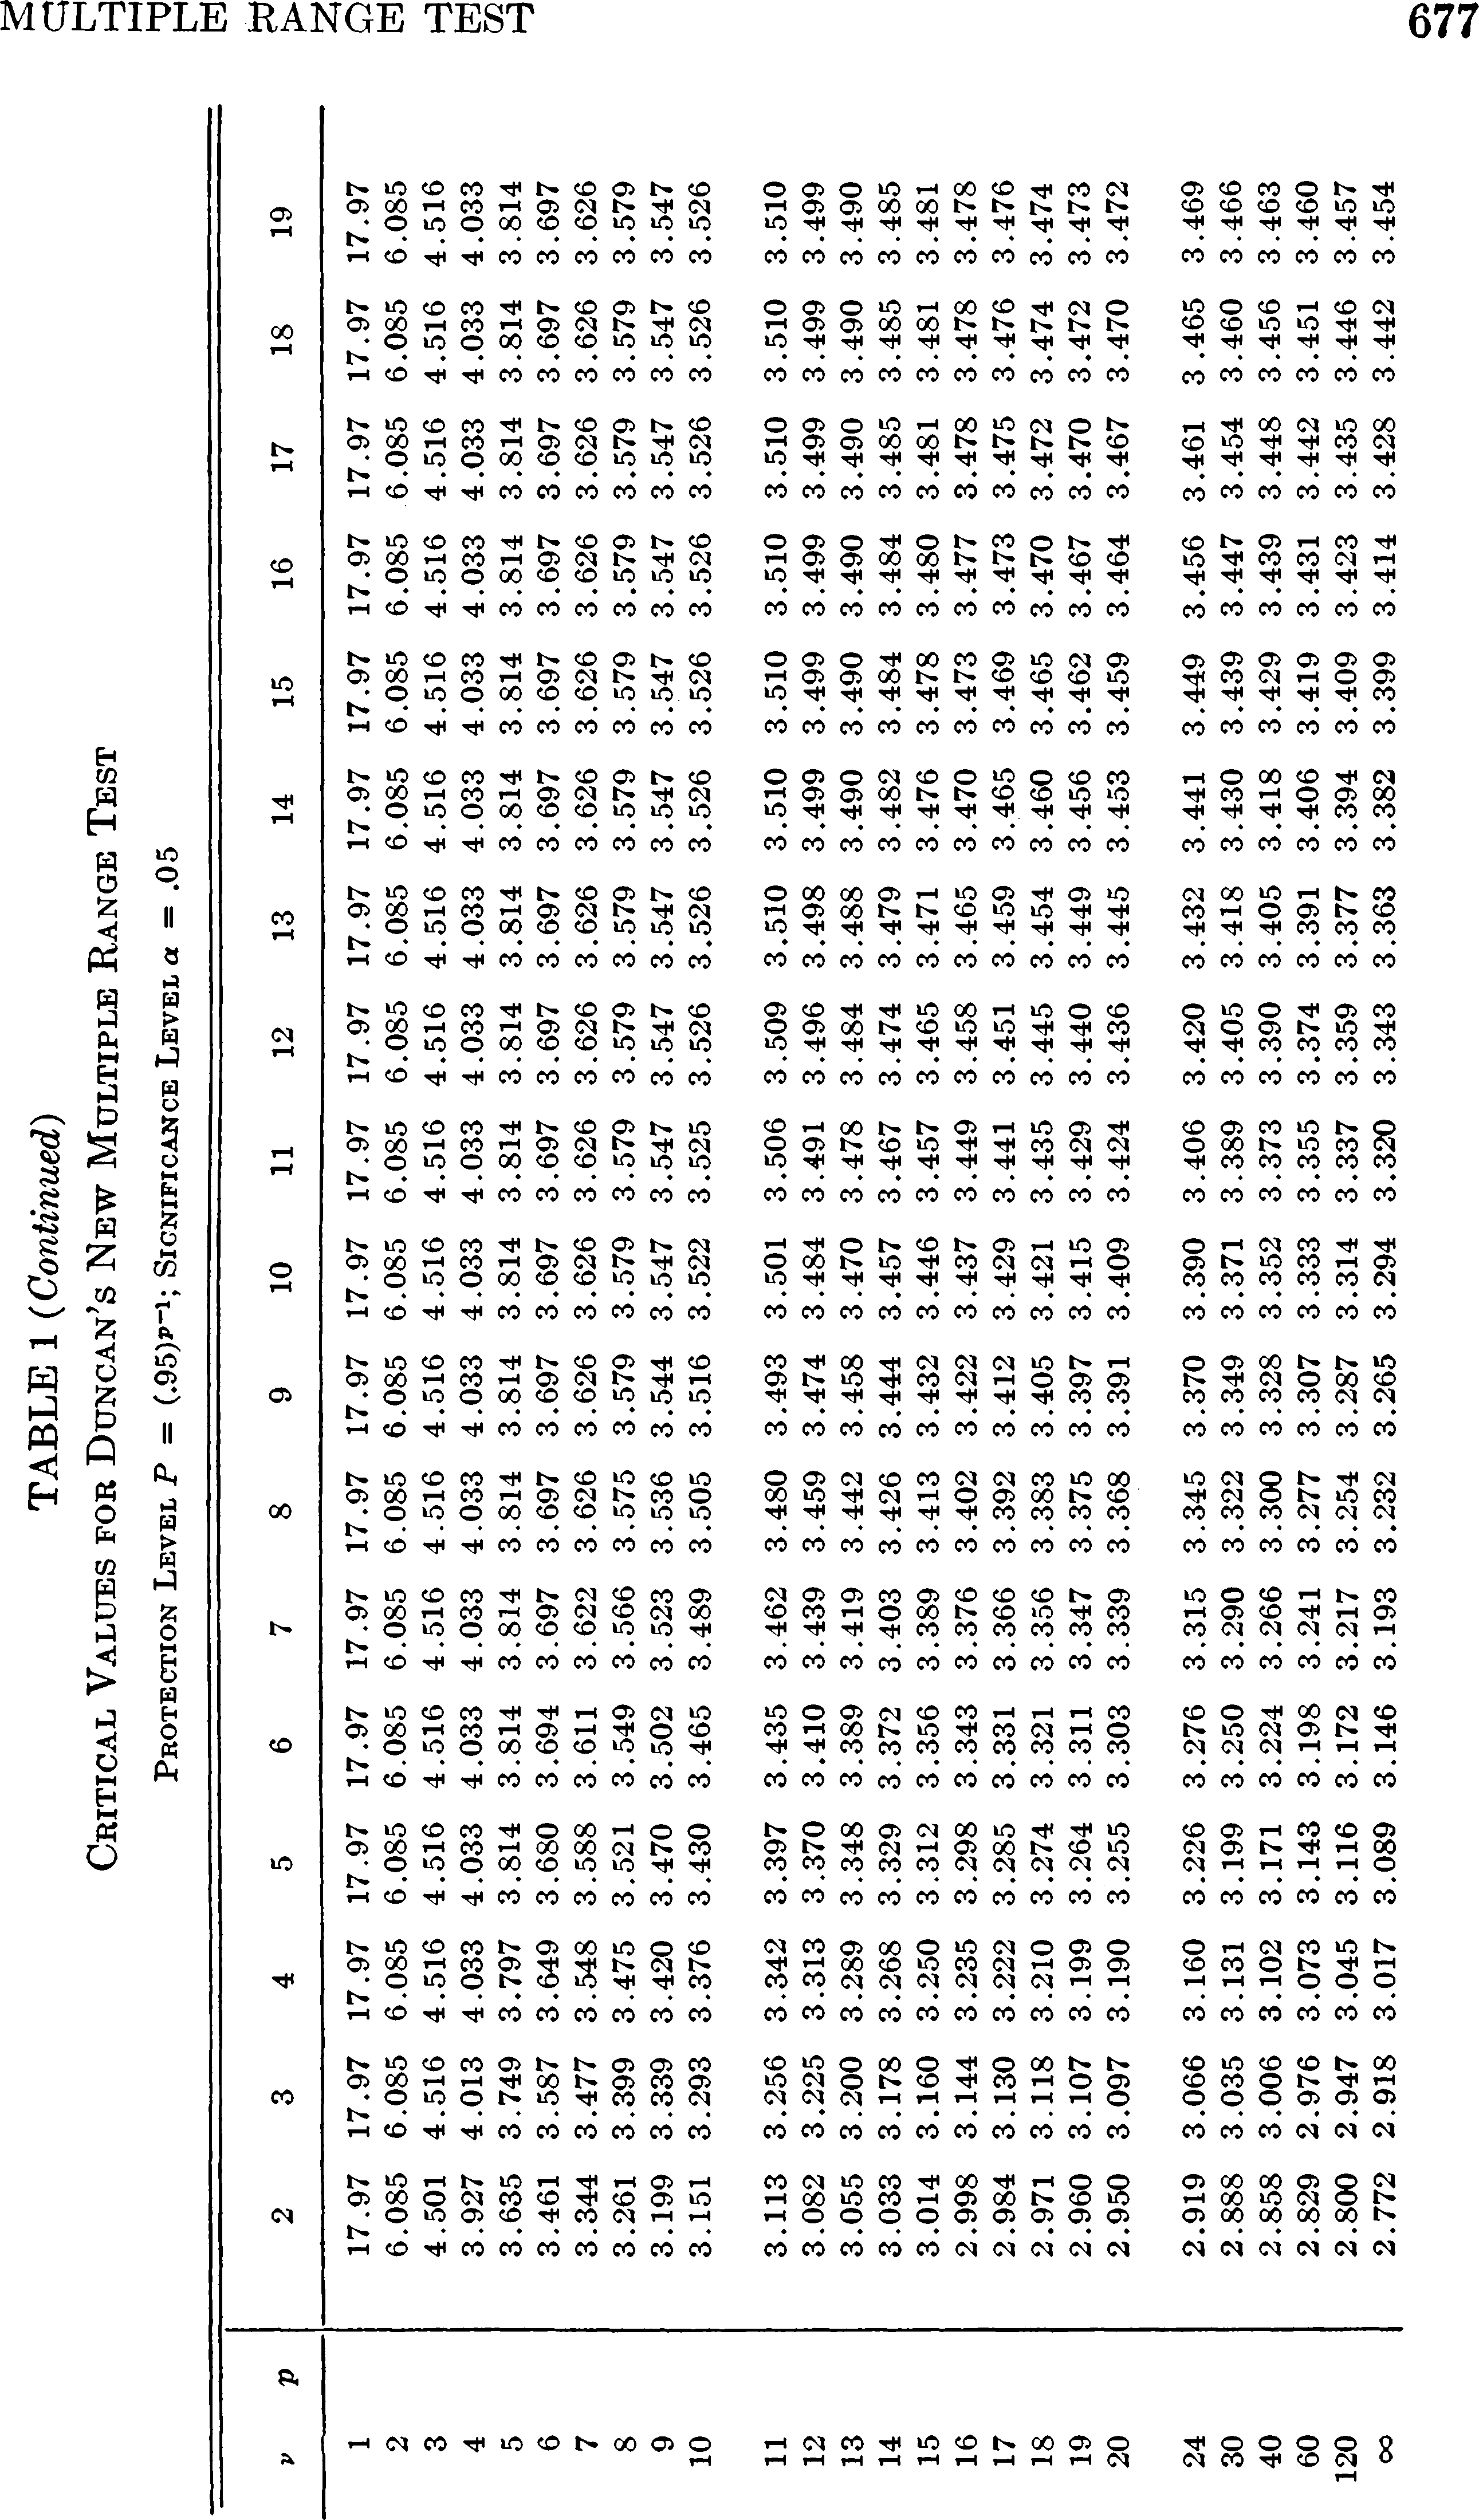 MULTIPLE RANGE TEST 677
TABLE 1 (Continued)
CRITICAL VALUES FOR DUNCAN'S NEW MULTIPLE RANGE TEST
PROTECTION LEVEL P = (.95)ᵖ⁻¹; SIGNIFICANCE LEVEL α = .05
ν p 2 3 4 5 6 7 8 9 10 11 12 13 14 15 16 17 18 19
1 17.97 17.97 17.97 17.97 17.97 17.97 17.97 17.97 17.97 17.97 17.97 17.97 17.97 17.97 17.97 17.97 17.97 17.97
2 6.085 6.085 6.085 6.085 6.085 6.085 6.085 6.085 6.085 6.085 6.085 6.085 6.085 6.085 6.085 6.085 6.085 6.085
3 4.501 4.516 4.516 4.516 4.516 4.516 4.516 4.516 4.516 4.516 4.516 4.516 4.516 4.516 4.516 4.516 4.516 4.516
4 3.927 4.013 4.033 4.033 4.033 4.033 4.033 4.033 4.033 4.033 4.033 4.033 4.033 4.033 4.033 4.033 4.033 4.033
5 3.635 3.749 3.797 3.814 3.814 3.814 3.814 3.814 3.814 3.814 3.814 3.814 3.814 3.814 3.814 3.814 3.814 3.814
6 3.461 3.587 3.649 3.680 3.694 3.697 3.697 3.697 3.697 3.697 3.697 3.697 3.697 3.697 3.697 3.697 3.697 3.697
7 3.344 3.477 3.548 3.588 3.611 3.622 3.626 3.626 3.626 3.626 3.626 3.626 3.626 3.626 3.626 3.626 3.626 3.626
8 3.261 3.399 3.475 3.521 3.549 3.566 3.575 3.579 3.579 3.579 3.579 3.579 3.579 3.579 3.579 3.579 3.579 3.579
9 3.199 3.339 3.420 3.470 3.502 3.523 3.536 3.544 3.547 3.547 3.547 3.547 3.547 3.547 3.547 3.547 3.547 3.547
10 3.151 3.293 3.376 3.430 3.465 3.489 3.505 3.516 3.522 3.525 3.526 3.526 3.526 3.526 3.526 3.526 3.526 3.526
11 3.113 3.256 3.342 3.397 3.435 3.462 3.480 3.493 3.501 3.506 3.509 3.510 3.510 3.510 3.510 3.510 3.510 3.510
12 3.082 3.225 3.313 3.370 3.410 3.439 3.459 3.474 3.484 3.491 3.496 3.498 3.499 3.499 3.499 3.499 3.499 3.499
13 3.055 3.200 3.289 3.348 3.389 3.419 3.442 3.458 3.470 3.478 3.484 3.488 3.490 3.490 3.490 3.490 3.490 3.490
14 3.033 3.178 3.268 3.329 3.372 3.403 3.426 3.444 3.457 3.467 3.474 3.479 3.482 3.484 3.484 3.485 3.485 3.485
15 3.014 3.160 3.250 3.312 3.356 3.389 3.413 3.432 3.446 3.457 3.465 3.471 3.476 3.478 3.480 3.481 3.481 3.481
16 2.998 3.144 3.235 3.298 3.343 3.376 3.402 3.422 3.437 3.449 3.458 3.465 3.470 3.473 3.477 3.478 3.478 3.478
17 2.984 3.130 3.222 3.285 3.331 3.366 3.392 3.412 3.429 3.441 3.451 3.459 3.465 3.469 3.473 3.475 3.476 3.476
18 2.971 3.118 3.210 3.274 3.321 3.356 3.383 3.405 3.421 3.435 3.445 3.454 3.460 3.465 3.470 3.472 3.474 3.474
19 2.960 3.107 3.199 3.264 3.311 3.347 3.375 3.397 3.415 3.429 3.440 3.449 3.456 3.462 3.467 3.470 3.472 3.473
20 2.950 3.097 3.190 3.255 3.303 3.339 3.368 3.391 3.409 3.424 3.436 3.445 3.453 3.459 3.464 3.467 3.470 3.472
24 2.919 3.066 3.160 3.226 3.276 3.315 3.345 3.370 3.390 3.406 3.420 3.432 3.441 3.449 3.456 3.461 3.465 3.469
30 2.888 3.035 3.131 3.199 3.250 3.290 3.322 3.349 3.371 3.389 3.405 3.418 3.430 3.439 3.447 3.454 3.460 3.466
40 2.858 3.006 3.102 3.171 3.224 3.266 3.300 3.328 3.352 3.373 3.390 3.405 3.418 3.429 3.439 3.448 3.456 3.463
60 2.829 2.976 3.073 3.143 3.198 3.241 3.277 3.307 3.333 3.355 3.374 3.391 3.406 3.419 3.431 3.442 3.451 3.460
120 2.800 2.947 3.045 3.116 3.172 3.217 3.254 3.287 3.314 3.337 3.359 3.377 3.394 3.409 3.423 3.435 3.446 3.457
∞ 2.772 2.918 3.017 3.089 3.146 3.193 3.232 3.265 3.294 3.320 3.343 3.363 3.382 3.399 3.414 3.428 3.442 3.454